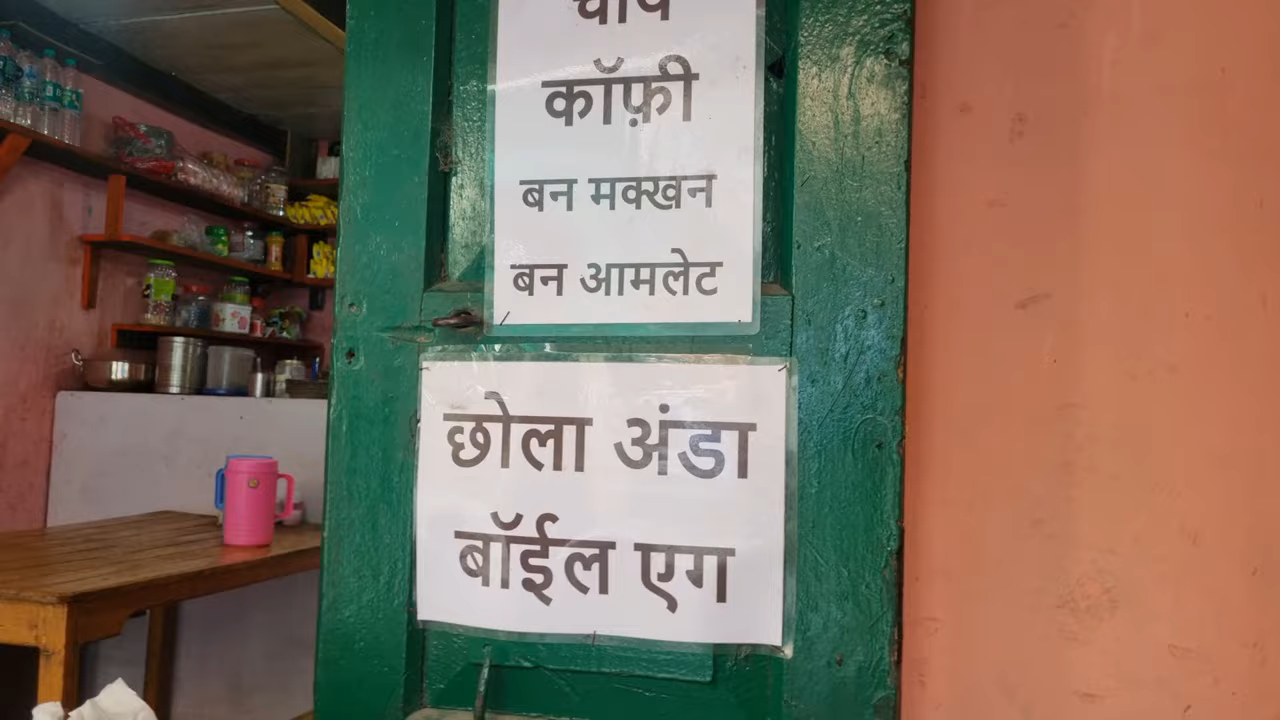 चाय
कॉफ़ी
बन मक्खन
बन आमलेट
छोला अंडा
बॉईल एग